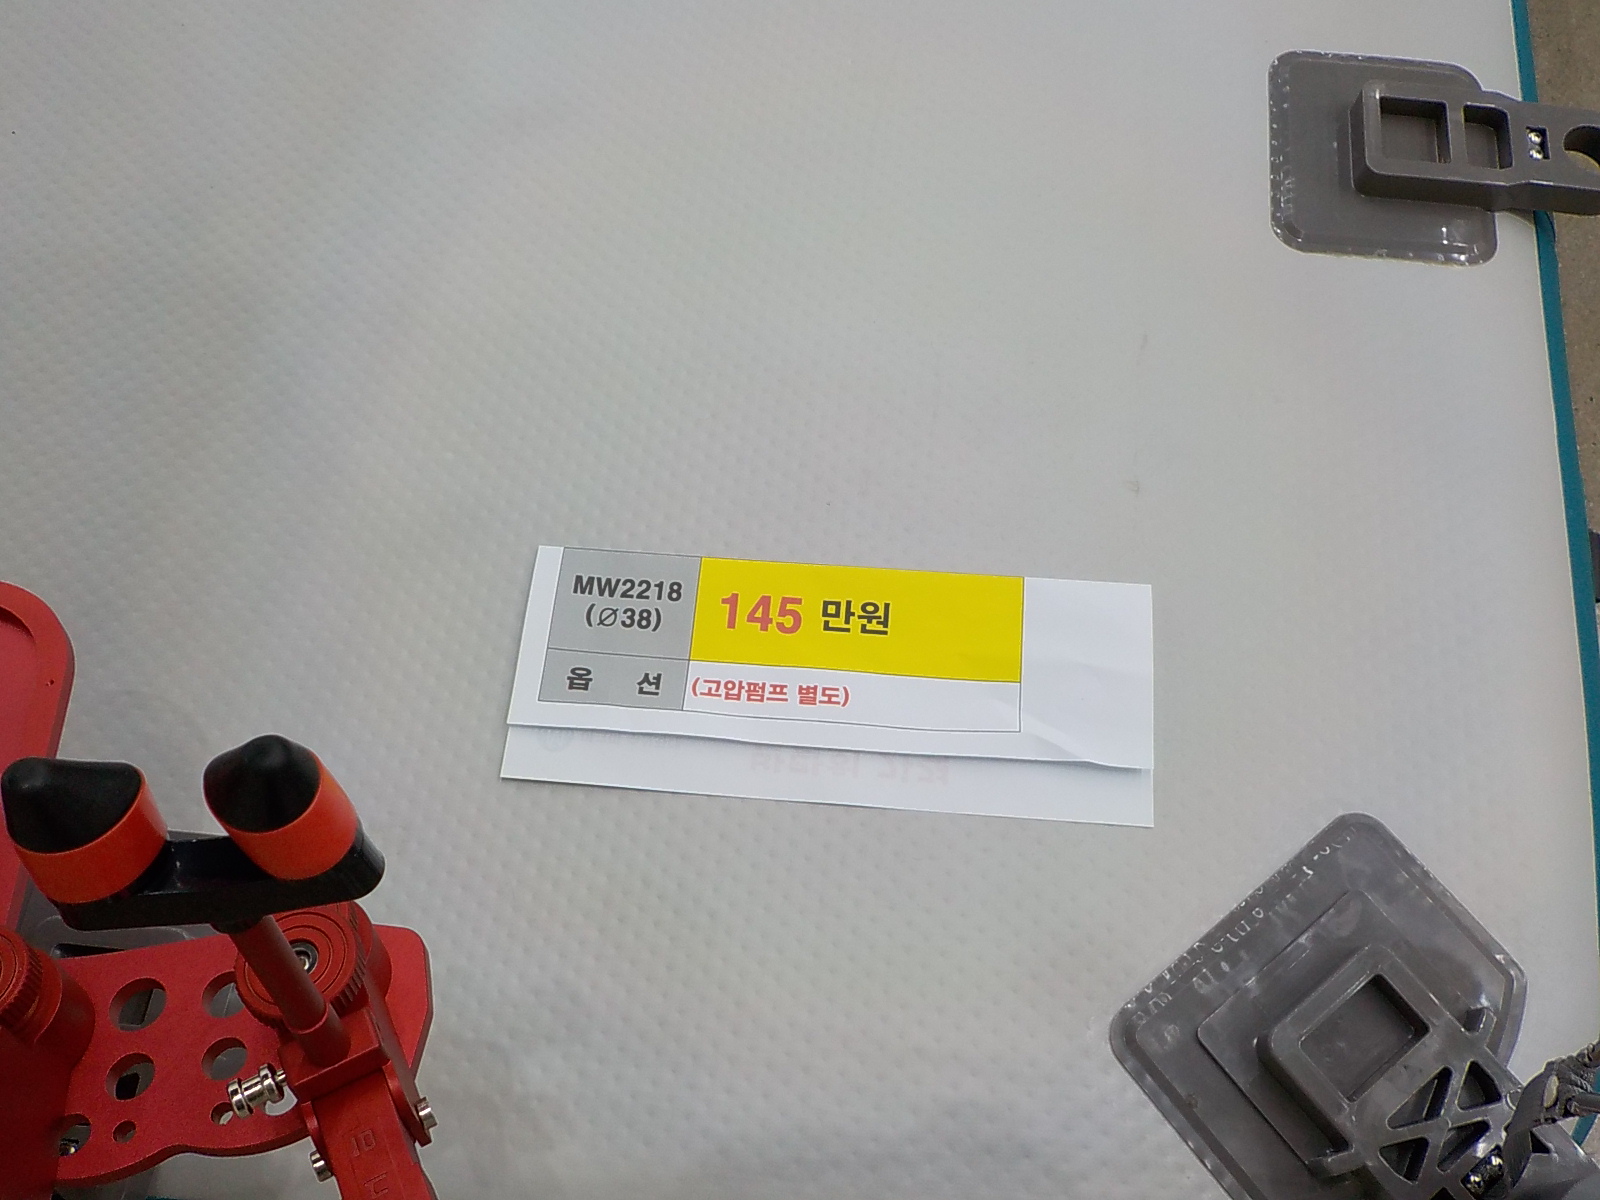 MW2218
(Ø38)
145 만원
옵 션
(고압펌프 별도)